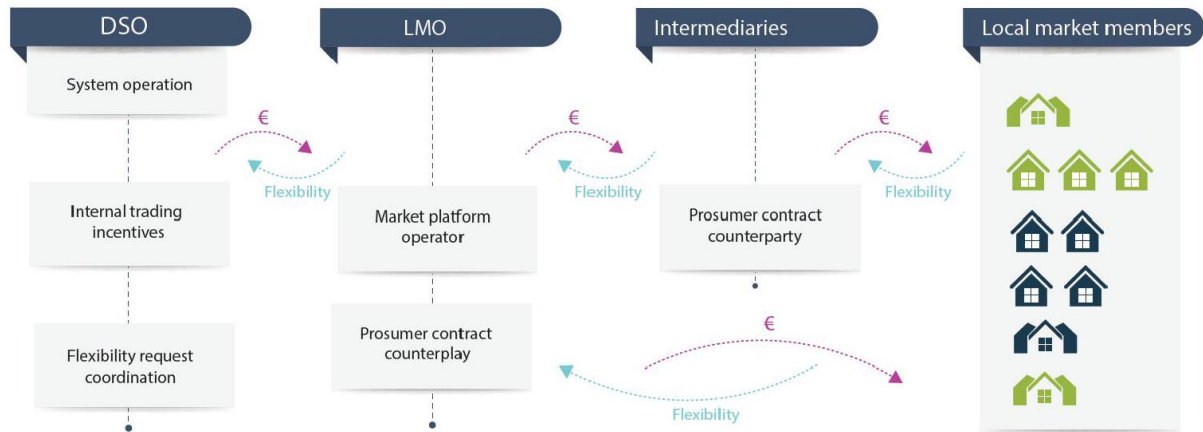 DSO
LMO
Intermediaries
Local market members
System operation
€
Flexibility
€
Flexibility
€
Flexibility
Internal trading
incentives
Market platform
operator
Prosumer contract
counterparty
Flexibility request
coordination
Prosumer contract
counterplay
€
Flexibility